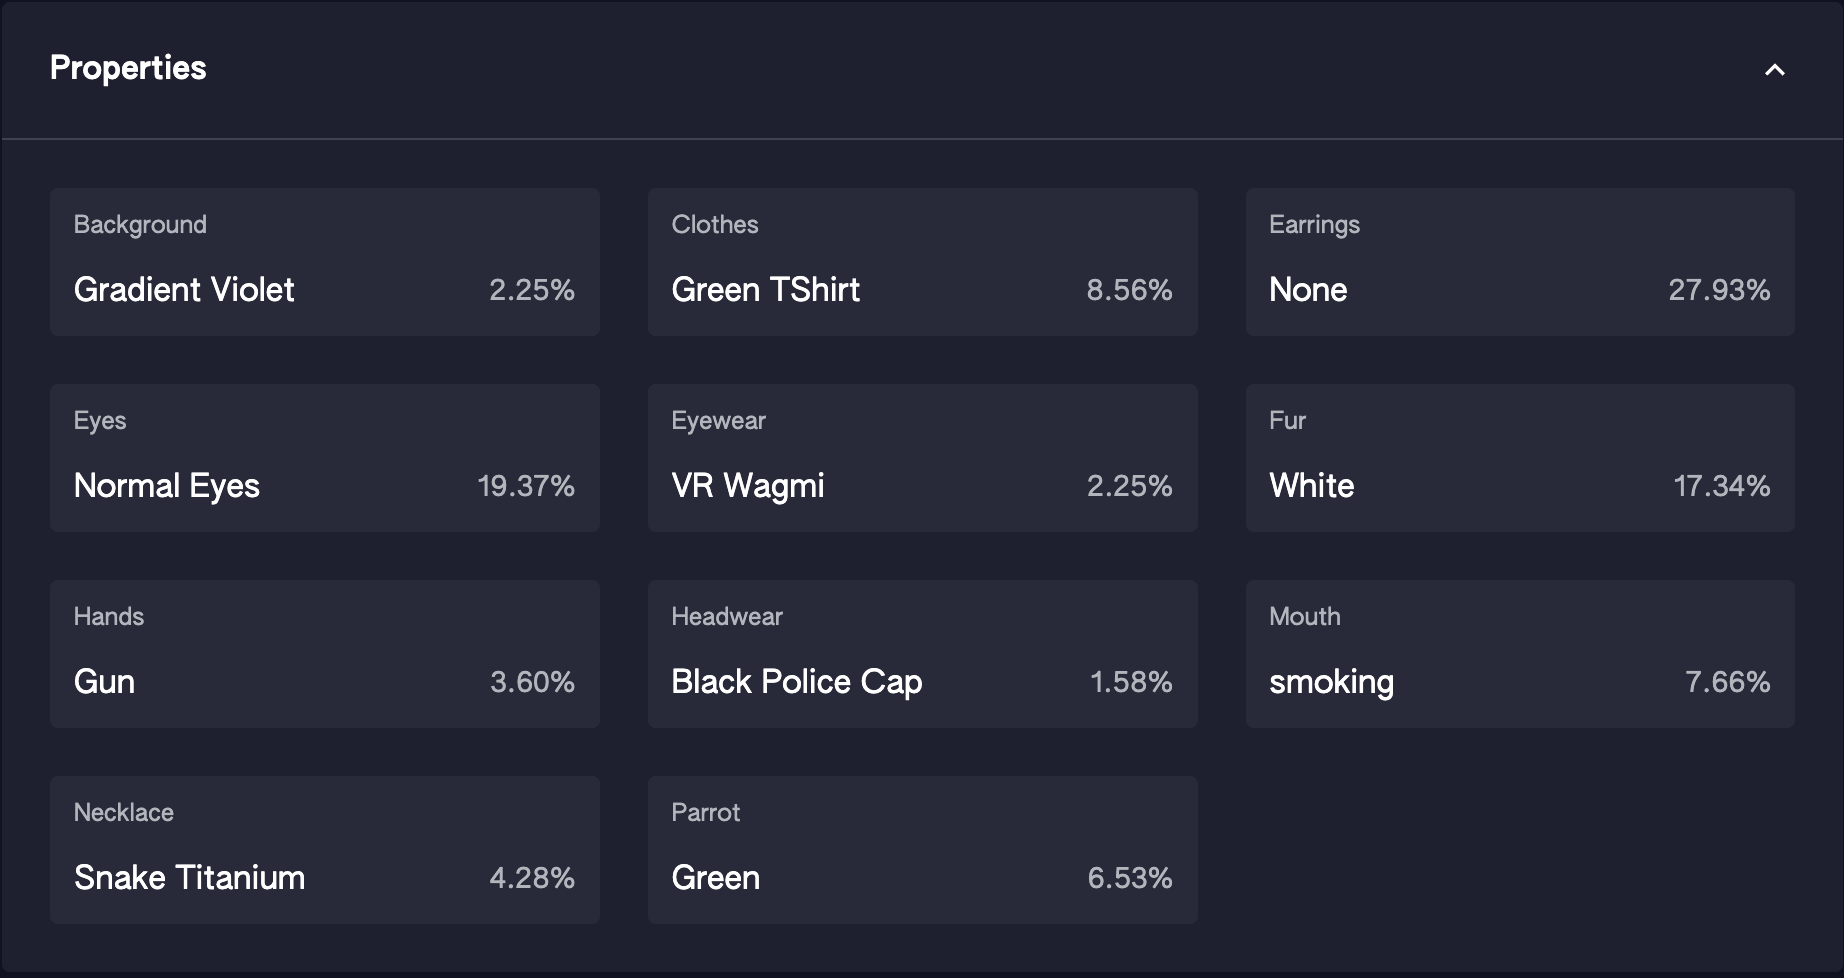 Properties
Background
Gradient Violet 2.25%
Clothes
Green TShirt 8.56%
Earrings
None 27.93%
Eyes
Normal Eyes 19.37%
Eyewear
VR Wagmi 2.25%
Fur
White 17.34%
Hands
Gun 3.60%
Headwear
Black Police Cap 1.58%
Mouth
smoking 7.66%
Necklace
Snake Titanium 4.28%
Parrot
Green 6.53%